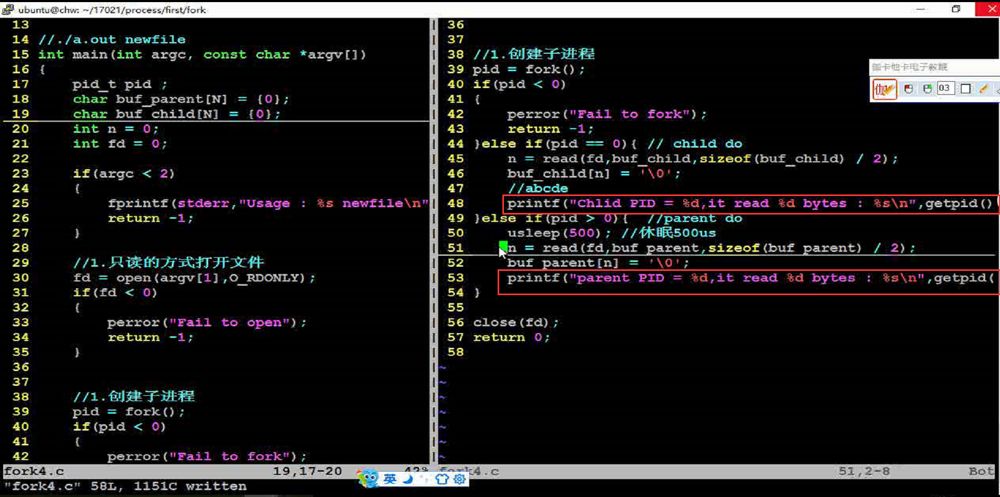 ubuntu@chw: ~/17021/process/first/fork
13
14 //./a.out newfile
15 int main(int argc, const char *argv[])
16 {
17     pid_t pid ;
18     char buf_parent[N] = {0};
19     char buf_child[N] = {0};
20     int n = 0;
21     int fd = 0;
22
23     if(argc < 2)
24     {
25         fprintf(stderr,"Usage : %s newfile\n"
26         return -1;
27     }
28
29     //1.只读的方式打开文件
30     fd = open(argv[1],O_RDONLY);
31     if(fd < 0)
32     {
33         perror("Fail to open");
34         return -1;
35     }
36
37
38     //1.创建子进程
39     pid = fork();
40     if(pid < 0)
41     {
42         perror("Fail to fork");
fork4.c 19,17-20 42%
"fork4.c" 58L, 1151C written
36
37
38 //1.创建子进程
39 pid = fork();
40 if(pid < 0)
41 {
42     perror("Fail to fork");
43     return -1;
44 }else if(pid == 0){ // child do
45     n = read(fd,buf_child,sizeof(buf_child) / 2);
46     buf_child[n] = '\0';
47     //abcde
48     printf("Chlid PID = %d,it read %d bytes : %s\n",getpid()
49 }else if(pid > 0){  //parent do
50     usleep(500); //休眠500us
51     n = read(fd,buf_parent,sizeof(buf_parent) / 2);
52     buf_parent[n] = '\0';
53     printf("parent PID = %d,it read %d bytes : %s\n",getpid(
54 }
55
56 close(fd);
57 return 0;
58
~
~
~
~
~
~
~
fork4.c 51,2-8 Bot
伽卡他卡电子教鞭
伽 03
英